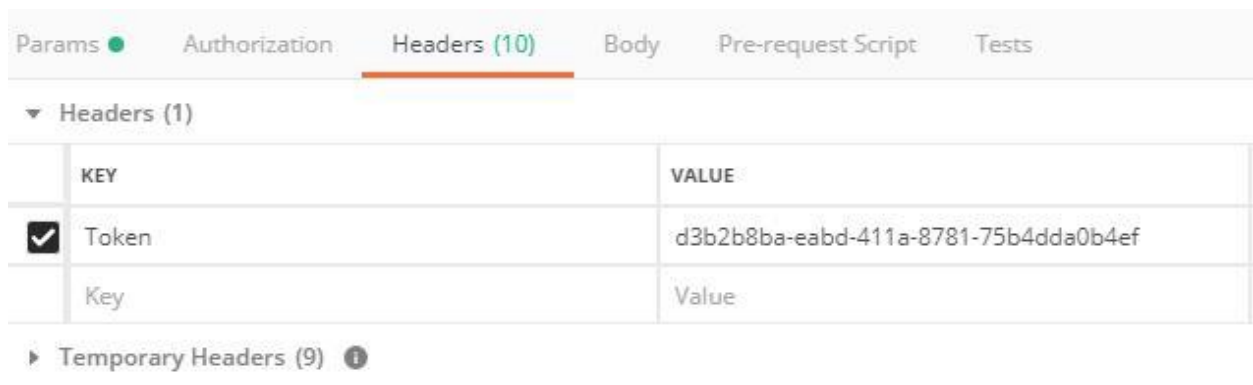 Params Authorization Headers (10) Body Pre-request Script Tests
Headers (1)
KEY VALUE
Token d3b2b8ba-eabd-411a-8781-75b4dda0b4ef
Key Value
Temporary Headers (9)